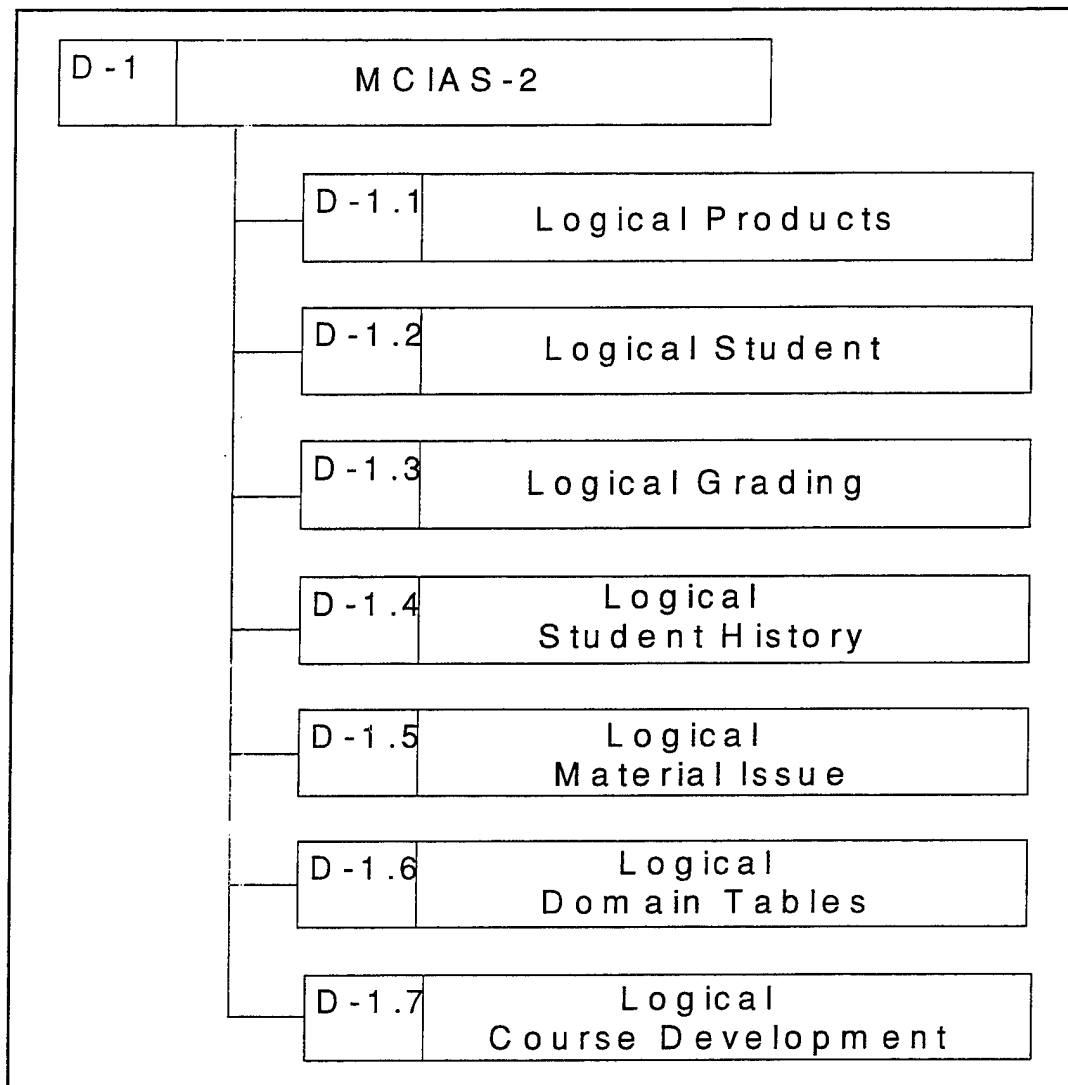 D-1 MCIAS-2
D-1.1 Logical Products
D-1.2 Logical Student
D-1.3 Logical Grading
D-1.4 Logical
Student History
D-1.5 Logical
Material Issue
D-1.6 Logical
Domain Tables
D-1.7 Logical
Course Development